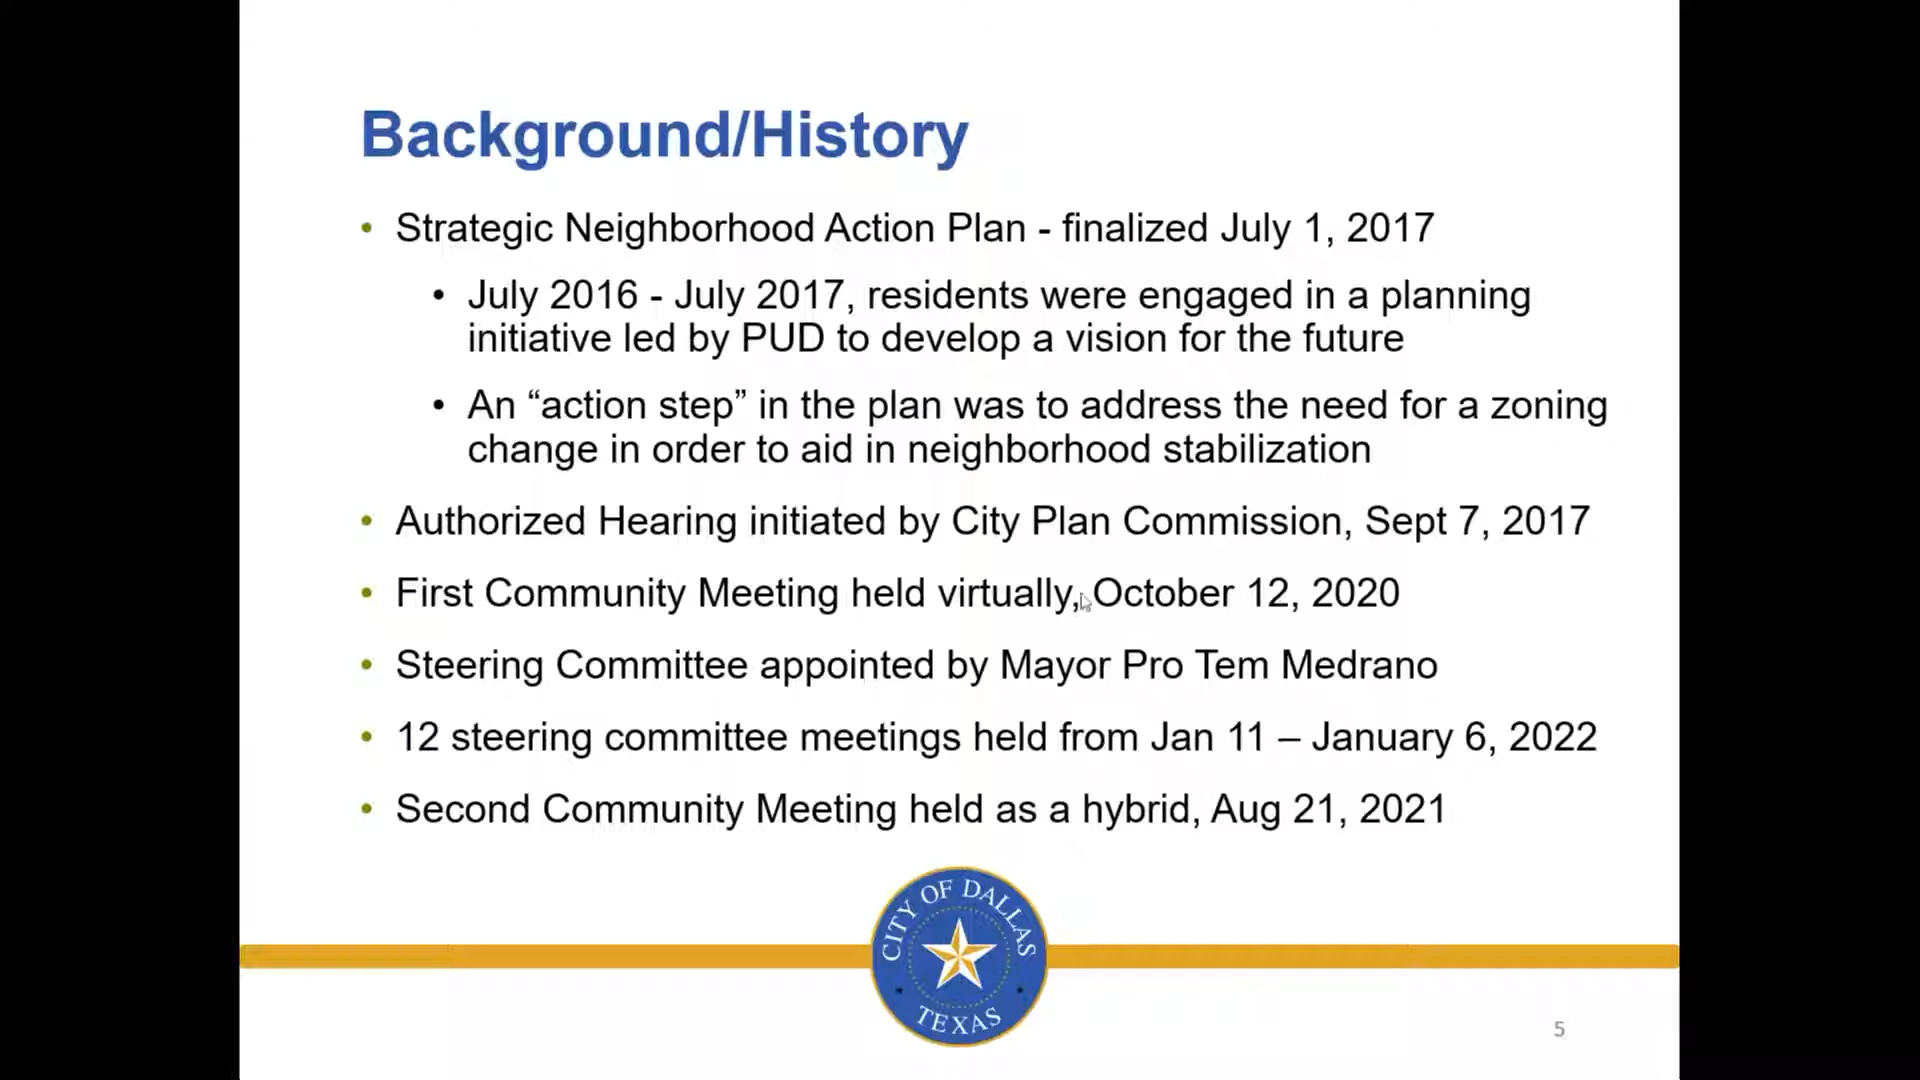 Background/History
• Strategic Neighborhood Action Plan - finalized July 1, 2017
• July 2016 - July 2017, residents were engaged in a planning
initiative led by PUD to develop a vision for the future
• An “action step” in the plan was to address the need for a zoning
change in order to aid in neighborhood stabilization
• Authorized Hearing initiated by City Plan Commission, Sept 7, 2017
• First Community Meeting held virtually, October 12, 2020
• Steering Committee appointed by Mayor Pro Tem Medrano
• 12 steering committee meetings held from Jan 11 – January 6, 2022
• Second Community Meeting held as a hybrid, Aug 21, 2021
CITY OF DALLAS
TEXAS
5